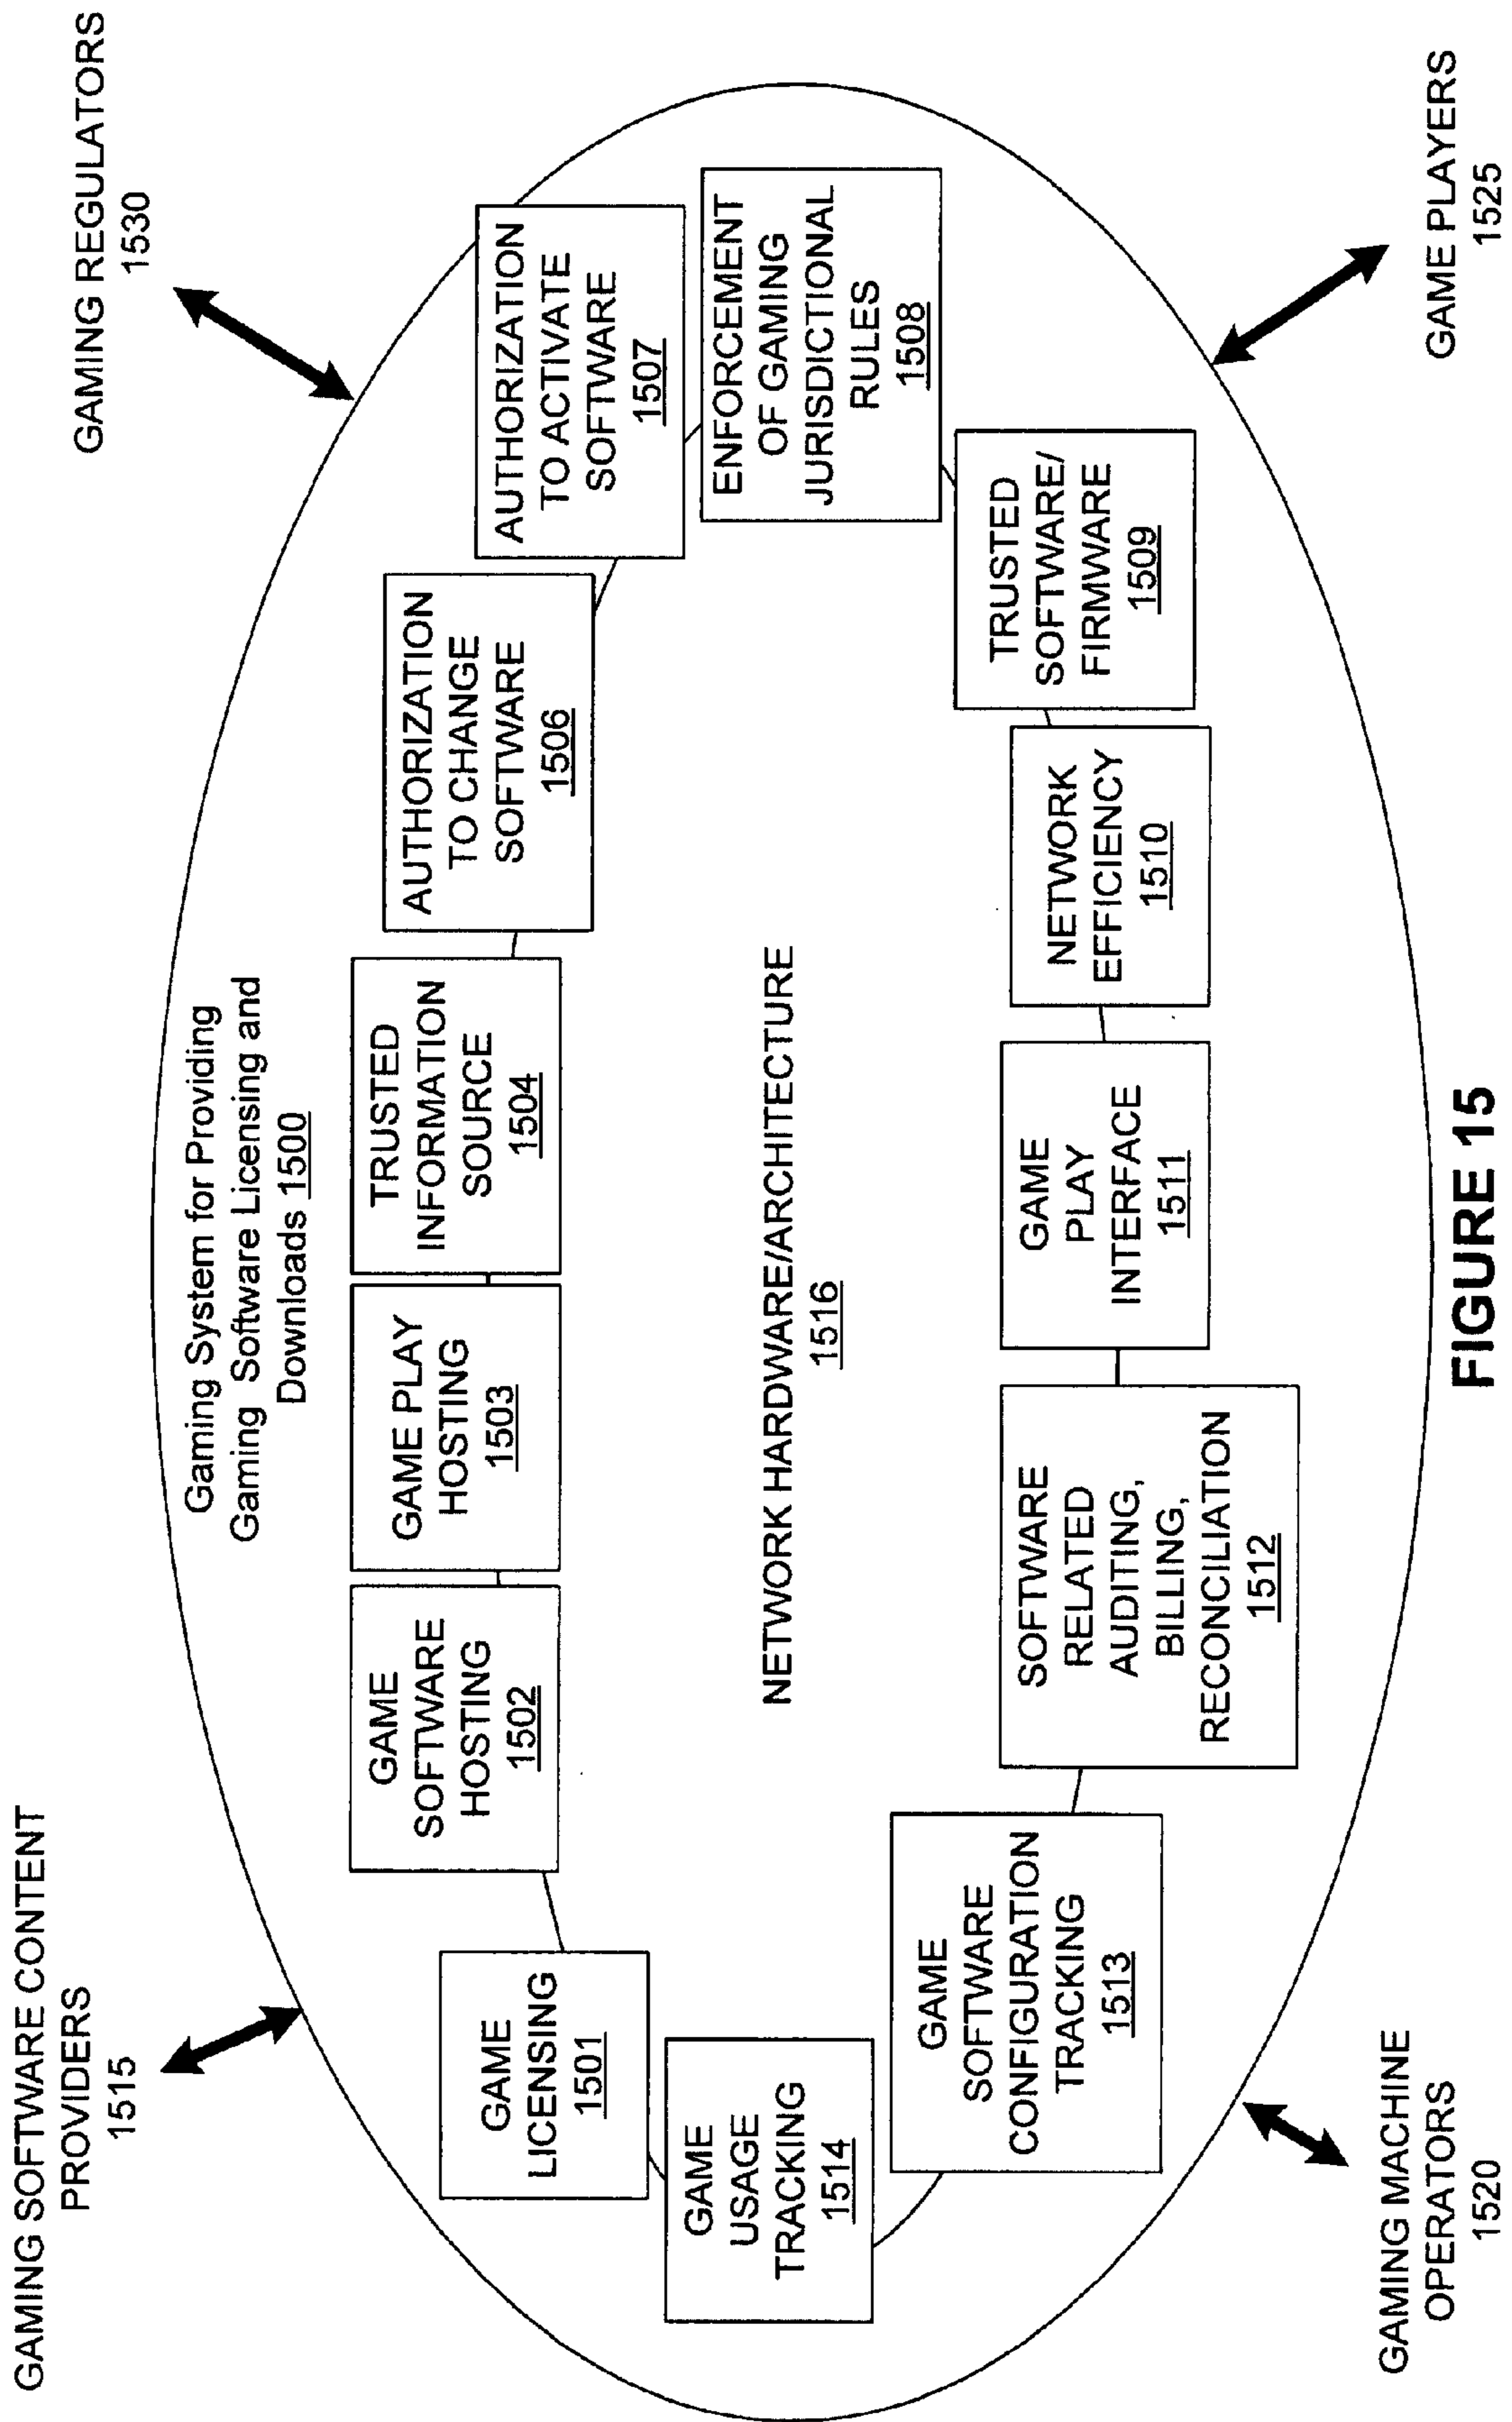 GAMING SOFTWARE CONTENT
PROVIDERS
1515
GAMING REGULATORS
1530
Gaming System for Providing
Gaming Software Licensing and
Downloads 1500
GAME
LICENSING
1501
GAME
SOFTWARE
HOSTING
1502
GAME PLAY
HOSTING
1503
TRUSTED
INFORMATION
SOURCE
1504
AUTHORIZATION
TO CHANGE
SOFTWARE
1506
AUTHORIZATION
TO ACTIVATE
SOFTWARE
1507
ENFORCEMENT
OF GAMING
JURISDICTIONAL
RULES
1508
NETWORK HARDWARE/ARCHITECTURE
1516
GAME
USAGE
TRACKING
1514
GAME
SOFTWARE
CONFIGURATION
TRACKING
1513
SOFTWARE
RELATED
AUDITING,
BILLING,
RECONCILIATION
1512
GAME
PLAY
INTERFACE
1511
NETWORK
EFFICIENCY
1510
TRUSTED
SOFTWARE/
FIRMWARE
1509
GAMING MACHINE
OPERATORS
1520
GAME PLAYERS
1525
FIGURE 15